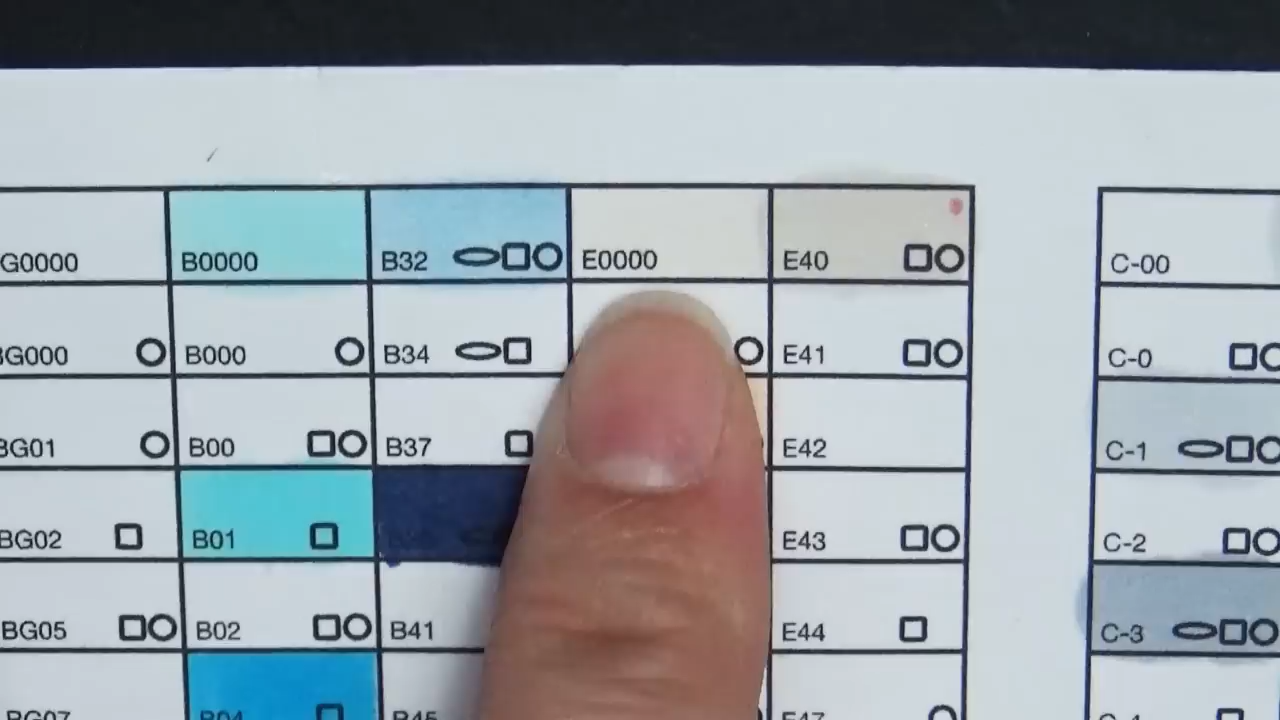 G0000 B0000 B32 E0000 E40 C-00
BG000 B000 B34 E41 C-0
BG01 B00 B37 E42 C-1
BG02 B01 E43 C-2
BG05 B02 B41 E44 C-3
BG07 B04 B45 E47 C-4